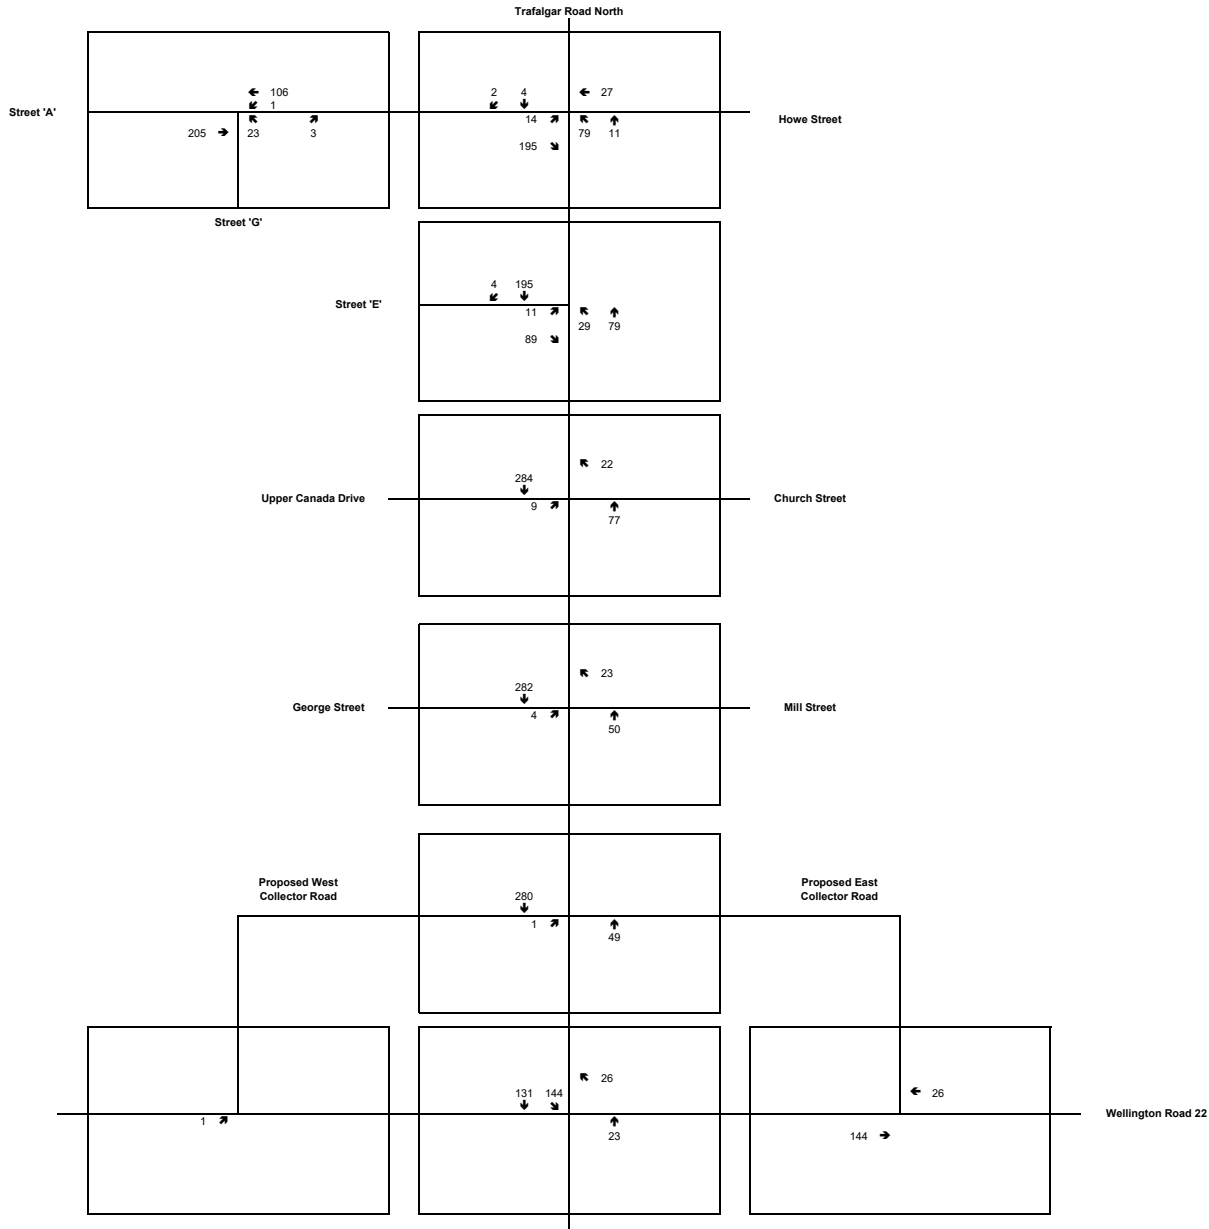 Trafalgar Road North
106
1
205
23
3
Street 'A'
Street 'G'
2 4
27
14
79 11
195
Howe Street
4 195
Street 'E'
11
29 79
89
22
284
Upper Canada Drive
9
77
Church Street
23
282
George Street
4
50
Mill Street
Proposed West
Collector Road
Proposed East
Collector Road
280
1
49
1
26
131 144
23
26
144
Wellington Road 22